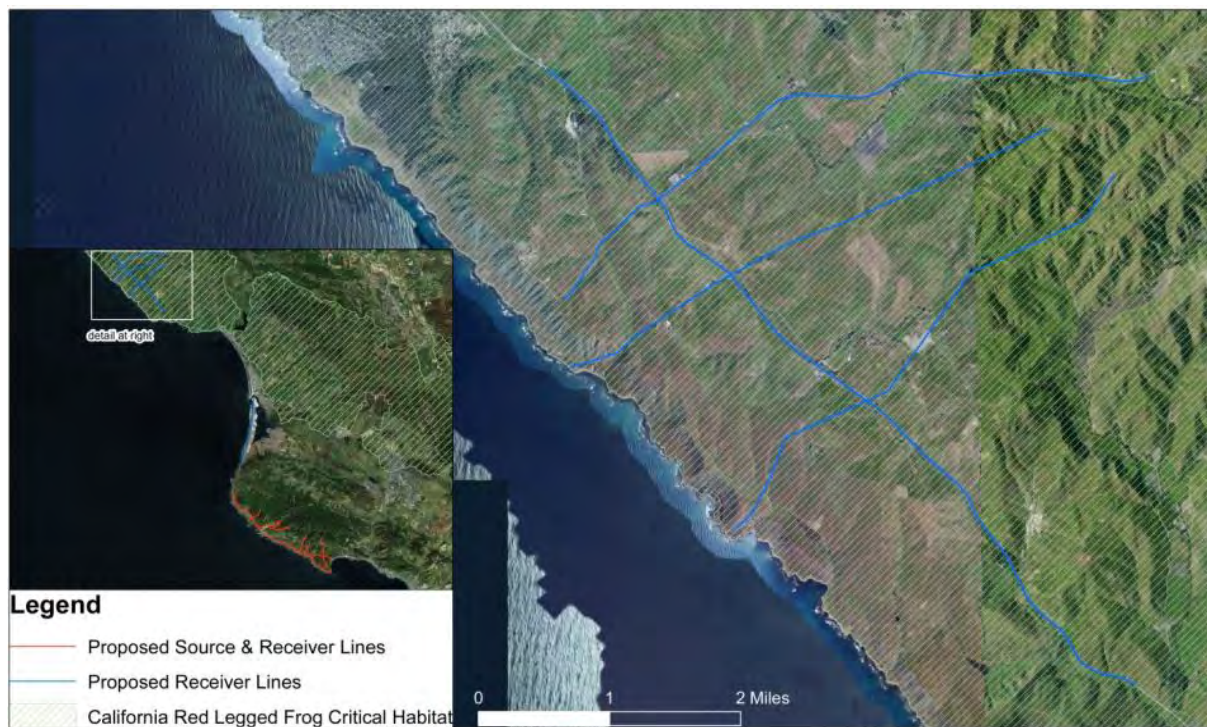 detail at right
Legend
Proposed Source & Receiver Lines
Proposed Receiver Lines
California Red Legged Frog Critical Habitat
0 1 2 Miles